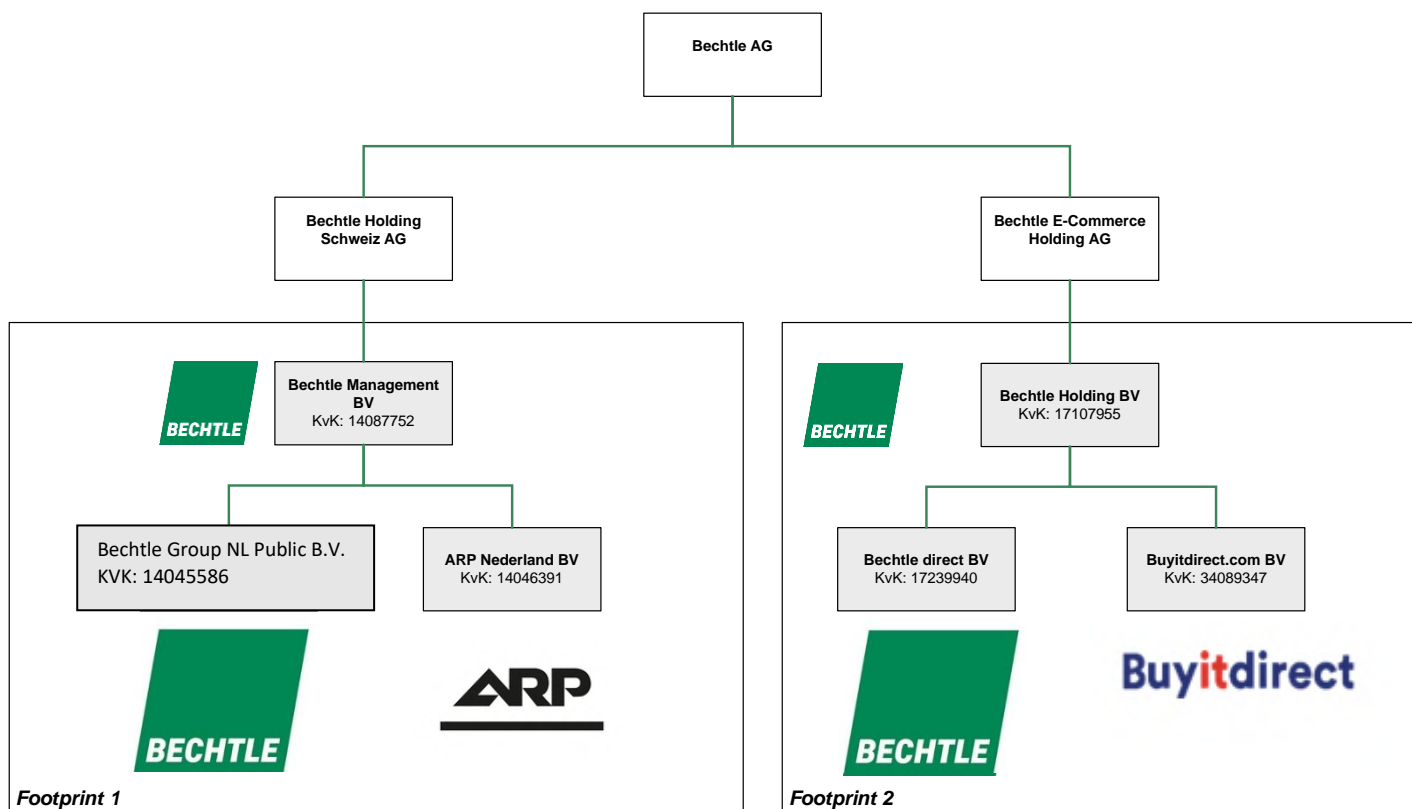 Bechtle AG
Bechtle Holding
Schweiz AG
Bechtle E-Commerce
Holding AG
BECHTLE
Bechtle Management
BV
KvK: 14087752
Bechtle Group NL Public B.V.
KVK: 14045586
ARP Nederland BV
KvK: 14046391
BECHTLE
ARP
Footprint 1
BECHTLE
Bechtle Holding BV
KvK: 17107955
Bechtle direct BV
KvK: 17239940
Buyitdirect.com BV
KvK: 34089347
BECHTLE
Buyitdirect
Footprint 2